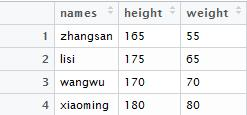 names height weight
1 zhangsan 165 55
2 lisi 175 65
3 wangwu 170 70
4 xiaoming 180 80